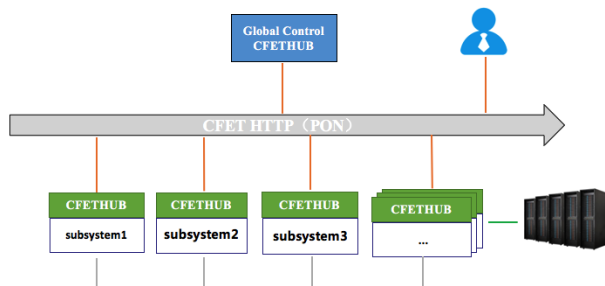 Global Control
CFETHUB
CFET HTTP（PON）
CFETHUB
subsystem1
CFETHUB
subsystem2
CFETHUB
subsystem3
CFETHUB
...